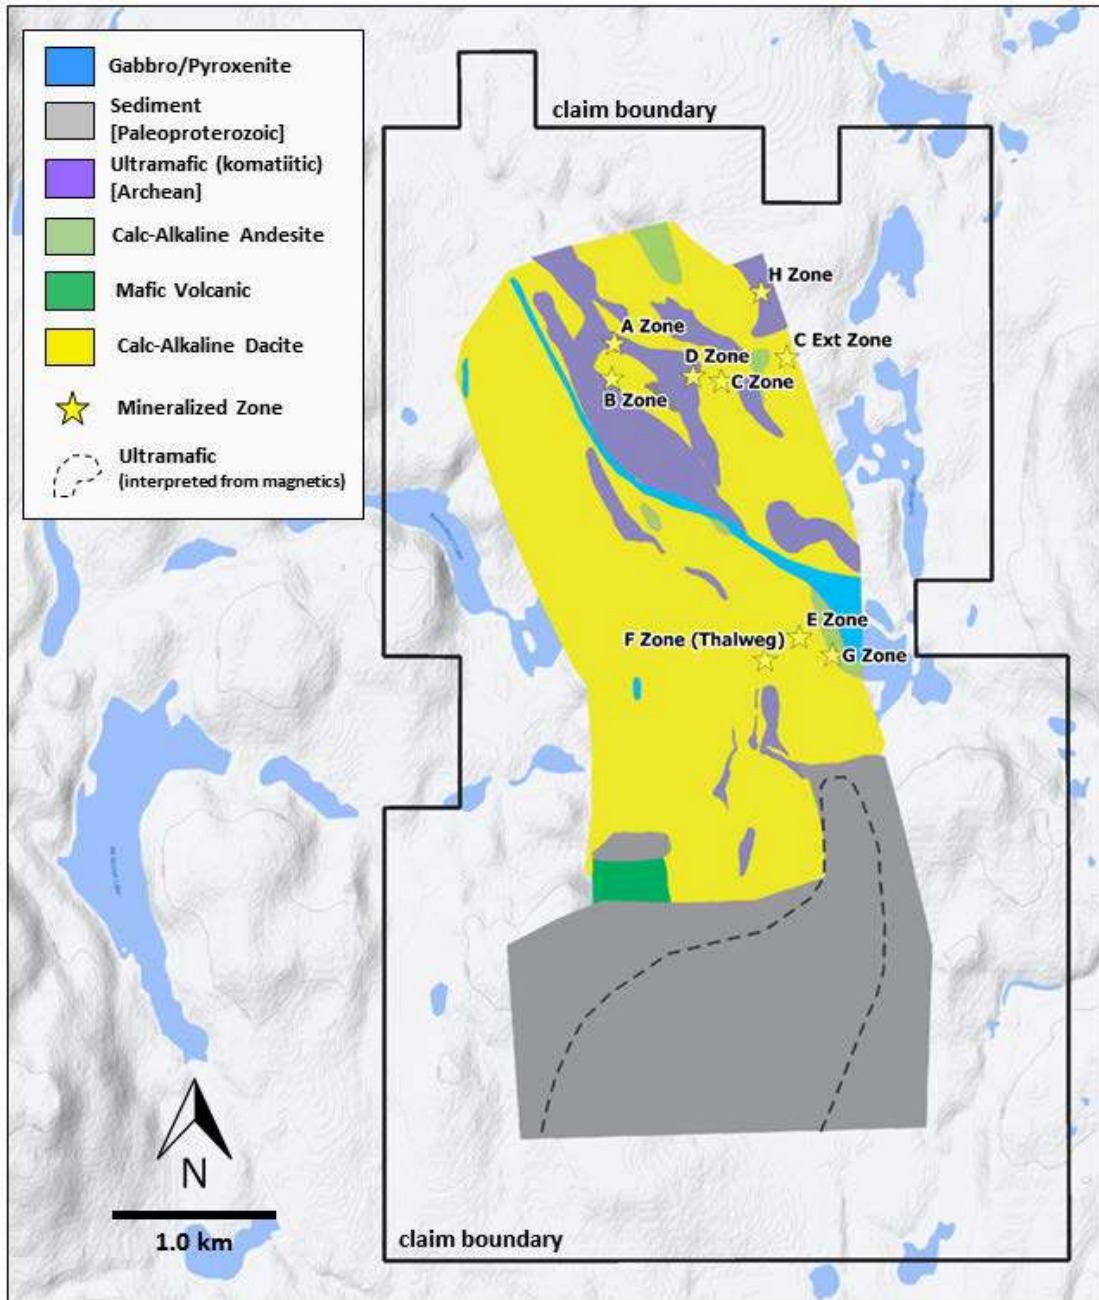 Gabbro/Pyroxenite
Sediment
[Paleoproterozoic]
Ultramafic (komatiitic)
[Archean]
Calc-Alkaline Andesite
Mafic Volcanic
Calc-Alkaline Dacite
Mineralized Zone
Ultramafic
(interpreted from magnetics)
claim boundary
H Zone
A Zone
C Ext Zone
D Zone
C Zone
B Zone
E Zone
F Zone (Thalweg)
G Zone
N
1.0 km
claim boundary